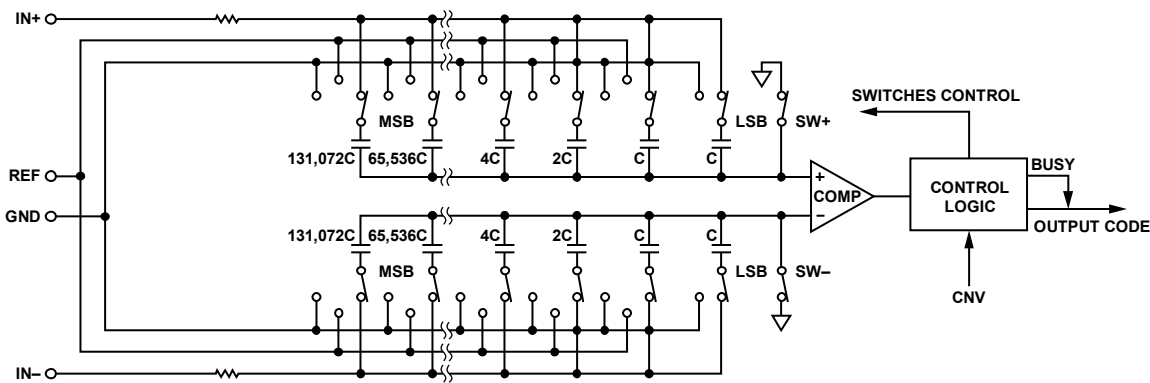 IN+
SWITCHES CONTROL
MSB
LSB
SW+
131,072C
65,536C
4C
2C
C
C
REF
GND
+
COMP
−
CONTROL
LOGIC
BUSY
OUTPUT CODE
131,072C
65,536C
4C
2C
C
C
MSB
LSB
SW−
CNV
IN−